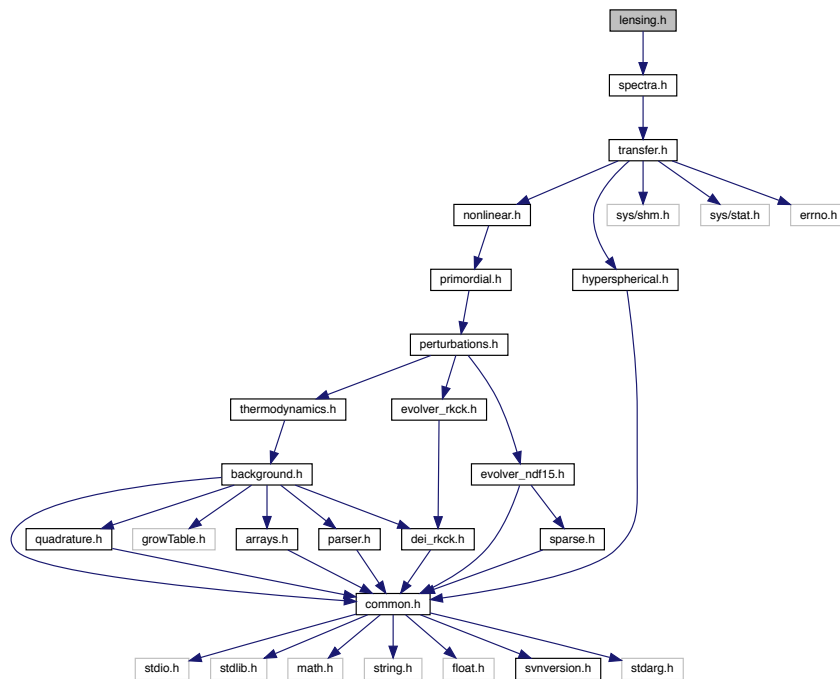 lensing.h
spectra.h
transfer.h
nonlinear.h
sys/shm.h
sys/stat.h
errno.h
primordial.h
hyperspherical.h
perturbations.h
thermodynamics.h
evolver_rkck.h
background.h
evolver_ndf15.h
quadrature.h
growTable.h
arrays.h
parser.h
dei_rkck.h
sparse.h
common.h
stdio.h
stdlib.h
math.h
string.h
float.h
svnversion.h
stdarg.h